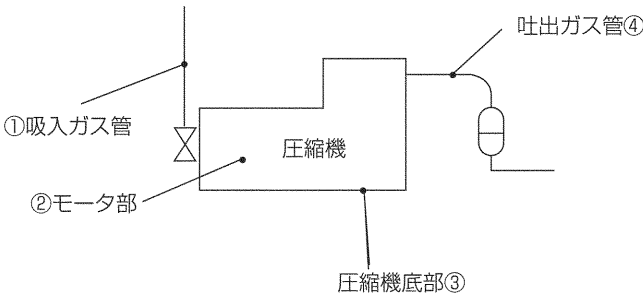 吐出ガス管④
①吸入ガス管
圧縮機
②モータ部
圧縮機底部③